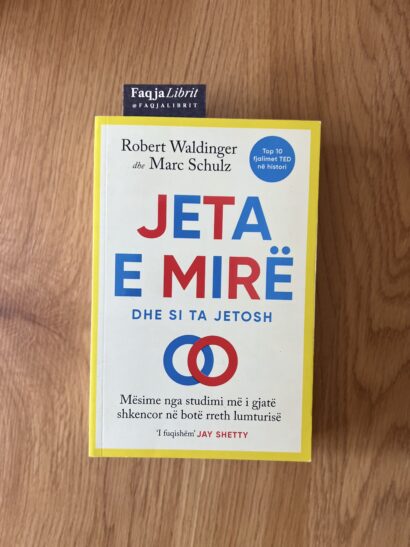 Faqja Librit
@FAQJALIBRIT
Robert Waldinger
dhe Marc Schulz
Top 10
fjalimet TED
në histori
JETA
E MIRË
DHE SI TA JETOSH
Mësime nga studimi më i gjatë
shkencor në botë rreth lumturisë
'I fuqishëm' JAY SHETTY